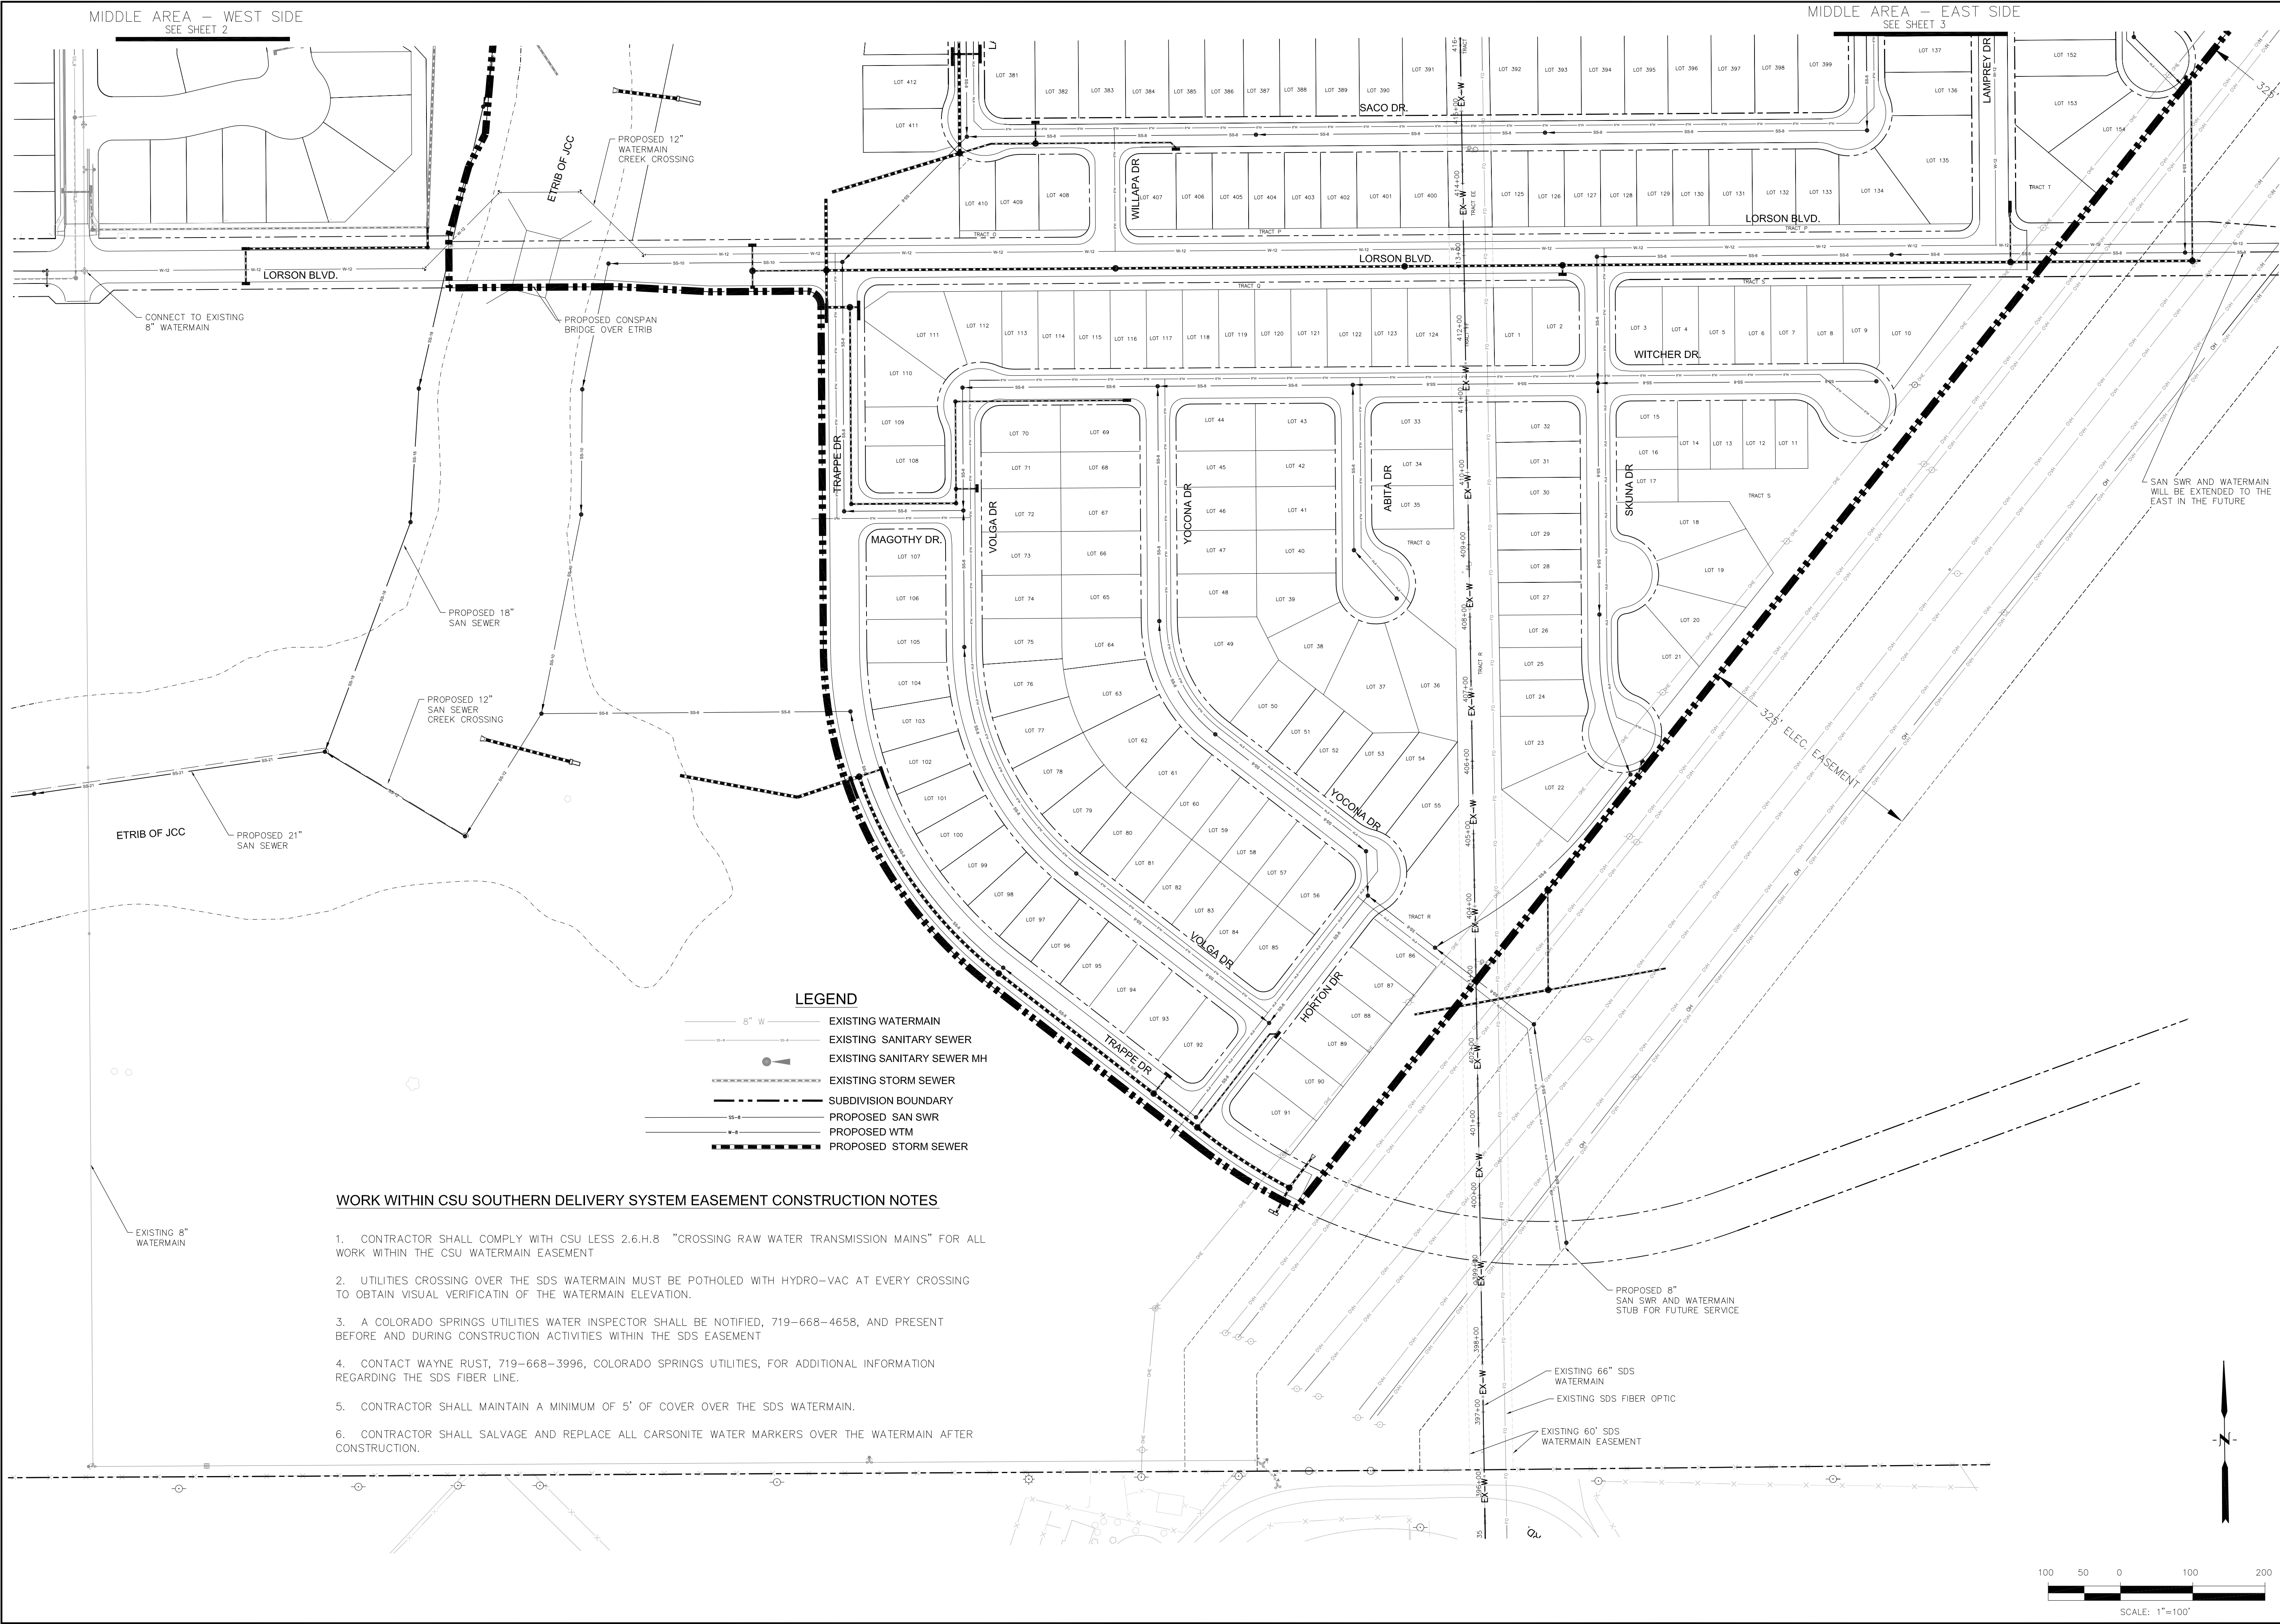 MIDDLE AREA - WEST SIDE
SEE SHEET 2
MIDDLE AREA - EAST SIDE
SEE SHEET 3
LOT 412
LOT 411
LOT 381
LOT 382
LOT 383
LOT 384
LOT 385
LOT 386
LOT 387
LOT 388
LOT 389
LOT 390
LOT 391
LOT 392
LOT 393
LOT 394
LOT 395
LOT 396
LOT 397
LOT 398
LOT 399
LOT 137
LOT 136
LOT 135
LAMPREY DR
LOT 152
LOT 153
LOT 154
TRACT T
SACO DR.
PROPOSED 12"
WATERMAIN
CREEK CROSSING
ETRIB OF JCC
WILLAPA DR
LOT 410
LOT 409
LOT 408
LOT 407
LOT 406
LOT 405
LOT 404
LOT 403
LOT 402
LOT 401
LOT 400
TRACT EE
LOT 125
LOT 126
LOT 127
LOT 128
LOT 129
LOT 130
LOT 131
LOT 132
LOT 133
LOT 134
TRACT O
TRACT P
TRACT P
LORSON BLVD.
LORSON BLVD.
LORSON BLVD.
CONNECT TO EXISTING
8" WATERMAIN
PROPOSED CONSPAN
BRIDGE OVER ETRIB
TRACT Q
TRACT S
LOT 111
LOT 112
LOT 113
LOT 114
LOT 115
LOT 116
LOT 117
LOT 118
LOT 119
LOT 120
LOT 121
LOT 122
LOT 123
LOT 124
LOT 1
LOT 2
LOT 3
LOT 4
LOT 5
LOT 6
LOT 7
LOT 8
LOT 9
LOT 10
WITCHER DR.
LOT 110
LOT 109
LOT 108
TRAPPE DR
LOT 70
LOT 69
LOT 44
LOT 43
LOT 33
LOT 32
LOT 15
LOT 14
LOT 13
LOT 12
LOT 11
LOT 71
LOT 68
LOT 45
LOT 42
LOT 34
LOT 31
LOT 16
LOT 17
TRACT S
LOT 72
LOT 67
LOT 46
LOT 41
LOT 35
LOT 30
LOT 18
VOLGA DR
YOCONA DR
ABITA DR
SKUNA DR
MAGOTHY DR.
LOT 107
LOT 73
LOT 66
LOT 47
LOT 40
TRACT Q
LOT 29
LOT 28
LOT 19
LOT 106
LOT 74
LOT 65
LOT 48
LOT 39
LOT 27
LOT 20
LOT 105
LOT 75
LOT 64
LOT 49
LOT 38
LOT 26
LOT 21
LOT 104
LOT 76
LOT 63
LOT 37
LOT 36
TRACT R
LOT 25
LOT 24
LOT 103
LOT 77
LOT 62
LOT 50
LOT 51
LOT 52
LOT 53
LOT 54
LOT 55
LOT 23
LOT 22
LOT 102
LOT 78
LOT 61
LOT 101
LOT 79
LOT 60
LOT 100
LOT 80
LOT 59
LOT 99
LOT 81
LOT 58
LOT 98
LOT 82
LOT 57
LOT 97
LOT 83
LOT 56
LOT 96
LOT 84
LOT 85
LOT 95
LOT 94
LOT 93
LOT 92
YOCONA DR
VOLGA DR
HORTON DR
TRAPPE DR
TRACT R
LOT 86
LOT 87
LOT 88
LOT 89
LOT 90
LOT 91
SAN SWR AND WATERMAIN
WILL BE EXTENDED TO THE
EAST IN THE FUTURE
325' ELEC. EASEMENT
PROPOSED 18"
SAN SEWER
PROPOSED 12"
SAN SEWER
CREEK CROSSING
ETRIB OF JCC
PROPOSED 21"
SAN SEWER
LEGEND
8" W EXISTING WATERMAIN
EXISTING SANITARY SEWER
EXISTING SANITARY SEWER MH
EXISTING STORM SEWER
SUBDIVISION BOUNDARY
SS-8 PROPOSED SAN SWR
W-8 PROPOSED WTM
PROPOSED STORM SEWER
WORK WITHIN CSU SOUTHERN DELIVERY SYSTEM EASEMENT CONSTRUCTION NOTES
1. CONTRACTOR SHALL COMPLY WITH CSU LESS 2.6.H.8 "CROSSING RAW WATER TRANSMISSION MAINS" FOR ALL
WORK WITHIN THE CSU WATERMAIN EASEMENT
2. UTILITIES CROSSING OVER THE SDS WATERMAIN MUST BE POTHOLED WITH HYDRO-VAC AT EVERY CROSSING
TO OBTAIN VISUAL VERIFICATIN OF THE WATERMAIN ELEVATION.
3. A COLORADO SPRINGS UTILITIES WATER INSPECTOR SHALL BE NOTIFIED, 719-668-4658, AND PRESENT
BEFORE AND DURING CONSTRUCTION ACTIVITIES WITHIN THE SDS EASEMENT
4. CONTACT WAYNE RUST, 719-668-3996, COLORADO SPRINGS UTILITIES, FOR ADDITIONAL INFORMATION
REGARDING THE SDS FIBER LINE.
5. CONTRACTOR SHALL MAINTAIN A MINIMUM OF 5' OF COVER OVER THE SDS WATERMAIN.
6. CONTRACTOR SHALL SALVAGE AND REPLACE ALL CARSONITE WATER MARKERS OVER THE WATERMAIN AFTER
CONSTRUCTION.
EXISTING 8"
WATERMAIN
PROPOSED 8"
SAN SWR AND WATERMAIN
STUB FOR FUTURE SERVICE
EXISTING 66" SDS
WATERMAIN
EXISTING SDS FIBER OPTIC
EXISTING 60' SDS
WATERMAIN EASEMENT
RD.
N
100 50 0 100 200
SCALE: 1"=100'